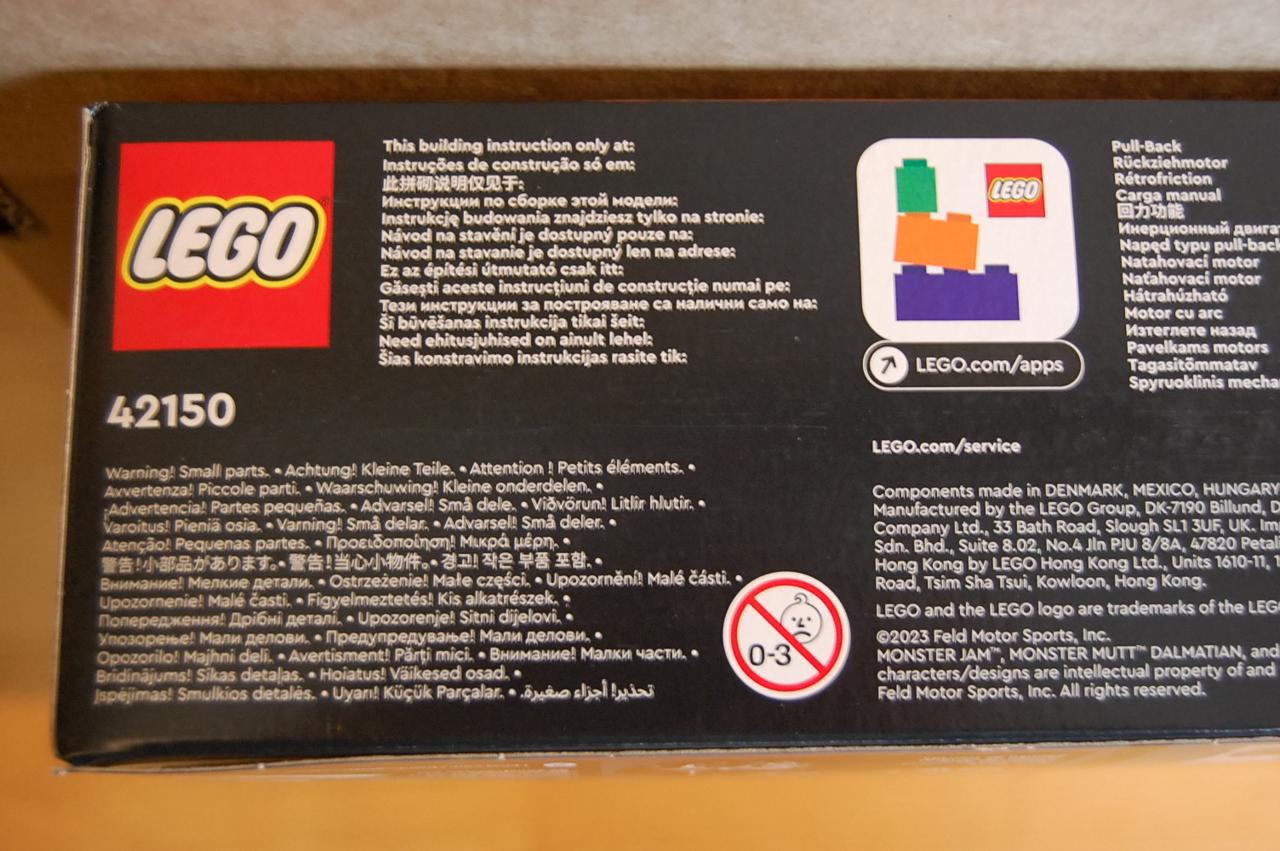 LEGO®
This building instruction only at:
Instruções de construção só em:
此拼砌说明仅见于:
Инструкции по сборке этой модели:
Instrukcję budowania znajdziesz tylko na stronie:
Návod na stavění je dostupný pouze na:
Návod na stavanie je dostupný len na adrese:
Ez az építési útmutató csak itt:
Găsești aceste instrucțiuni de construcție numai pe:
Тези инструкции за построяване са налични само на:
Šī būvēšanas instrukcija tikai šeit:
Need ehitusjuhised on ainult lehel:
Šias konstravimo instrukcijas rasite tik:
LEGO
LEGO.com/apps
Pull-Back
Rückziehmotor
Rétrofriction
Carga manual
回力功能
Инерционный двига
Napęd typu pull-back
Natahovací motor
Naťahovací motor
Hátrahúzható
Motor cu arc
Изтеглете назад
Pavelkams motors
Tagasitõmmatav
Spyruoklinis mecha
42150
Warning! Small parts. • Achtung! Kleine Teile. • Attention ! Petits éléments. •
Avvertenza! Piccole parti. • Waarschuwing! Kleine onderdelen. •
¡Advertencia! Partes pequeñas. • Advarsel! Små dele. • Viðvörun! Litlir hlutir. •
Varoitus! Pieniä osia. • Varning! Små delar. • Advarsel! Små deler. •
Atenção! Pequenas partes. • Προειδοποίηση! Μικρά μέρη. •
警告!小部品があります。• 警告!当心小物件。• 경고! 작은 부품 포함. •
Внимание! Мелкие детали. • Ostrzeżenie! Małe części. • Upozornění! Malé části. •
Upozornenie! Malé časti. • Figyelmeztetés! Kis alkatrészek. •
Попередження! Дрібні деталі. • Upozorenje! Sitni dijelovi. •
Упозорење! Мали делови. • Предупредување! Мали делови. •
Opozorilo! Majhni deli. • Avertisment! Părți mici. • Внимание! Малки части. •
Brīdinājums! Sīkas detaļas. • Hoiatus! Väikesed osad. •
Įspėjimas! Smulkios detalės. • Uyarı! Küçük Parçalar. • تحذير! أجزاء صغيرة.
0-3
LEGO.com/service
Components made in DENMARK, MEXICO, HUNGARY
Manufactured by the LEGO Group, DK-7190 Billund, D
Company Ltd., 33 Bath Road, Slough SL1 3UF, UK. Im
Sdn. Bhd., Suite 8.02, No.4 Jln PJU 8/8A, 47820 Petali
Hong Kong by LEGO Hong Kong Ltd., Units 1610-11, 1
Road, Tsim Sha Tsui, Kowloon, Hong Kong.
LEGO and the LEGO logo are trademarks of the LEG
©2023 Feld Motor Sports, Inc.
MONSTER JAM™, MONSTER MUTT™ DALMATIAN, and
characters/designs are intellectual property of and
Feld Motor Sports, Inc. All rights reserved.